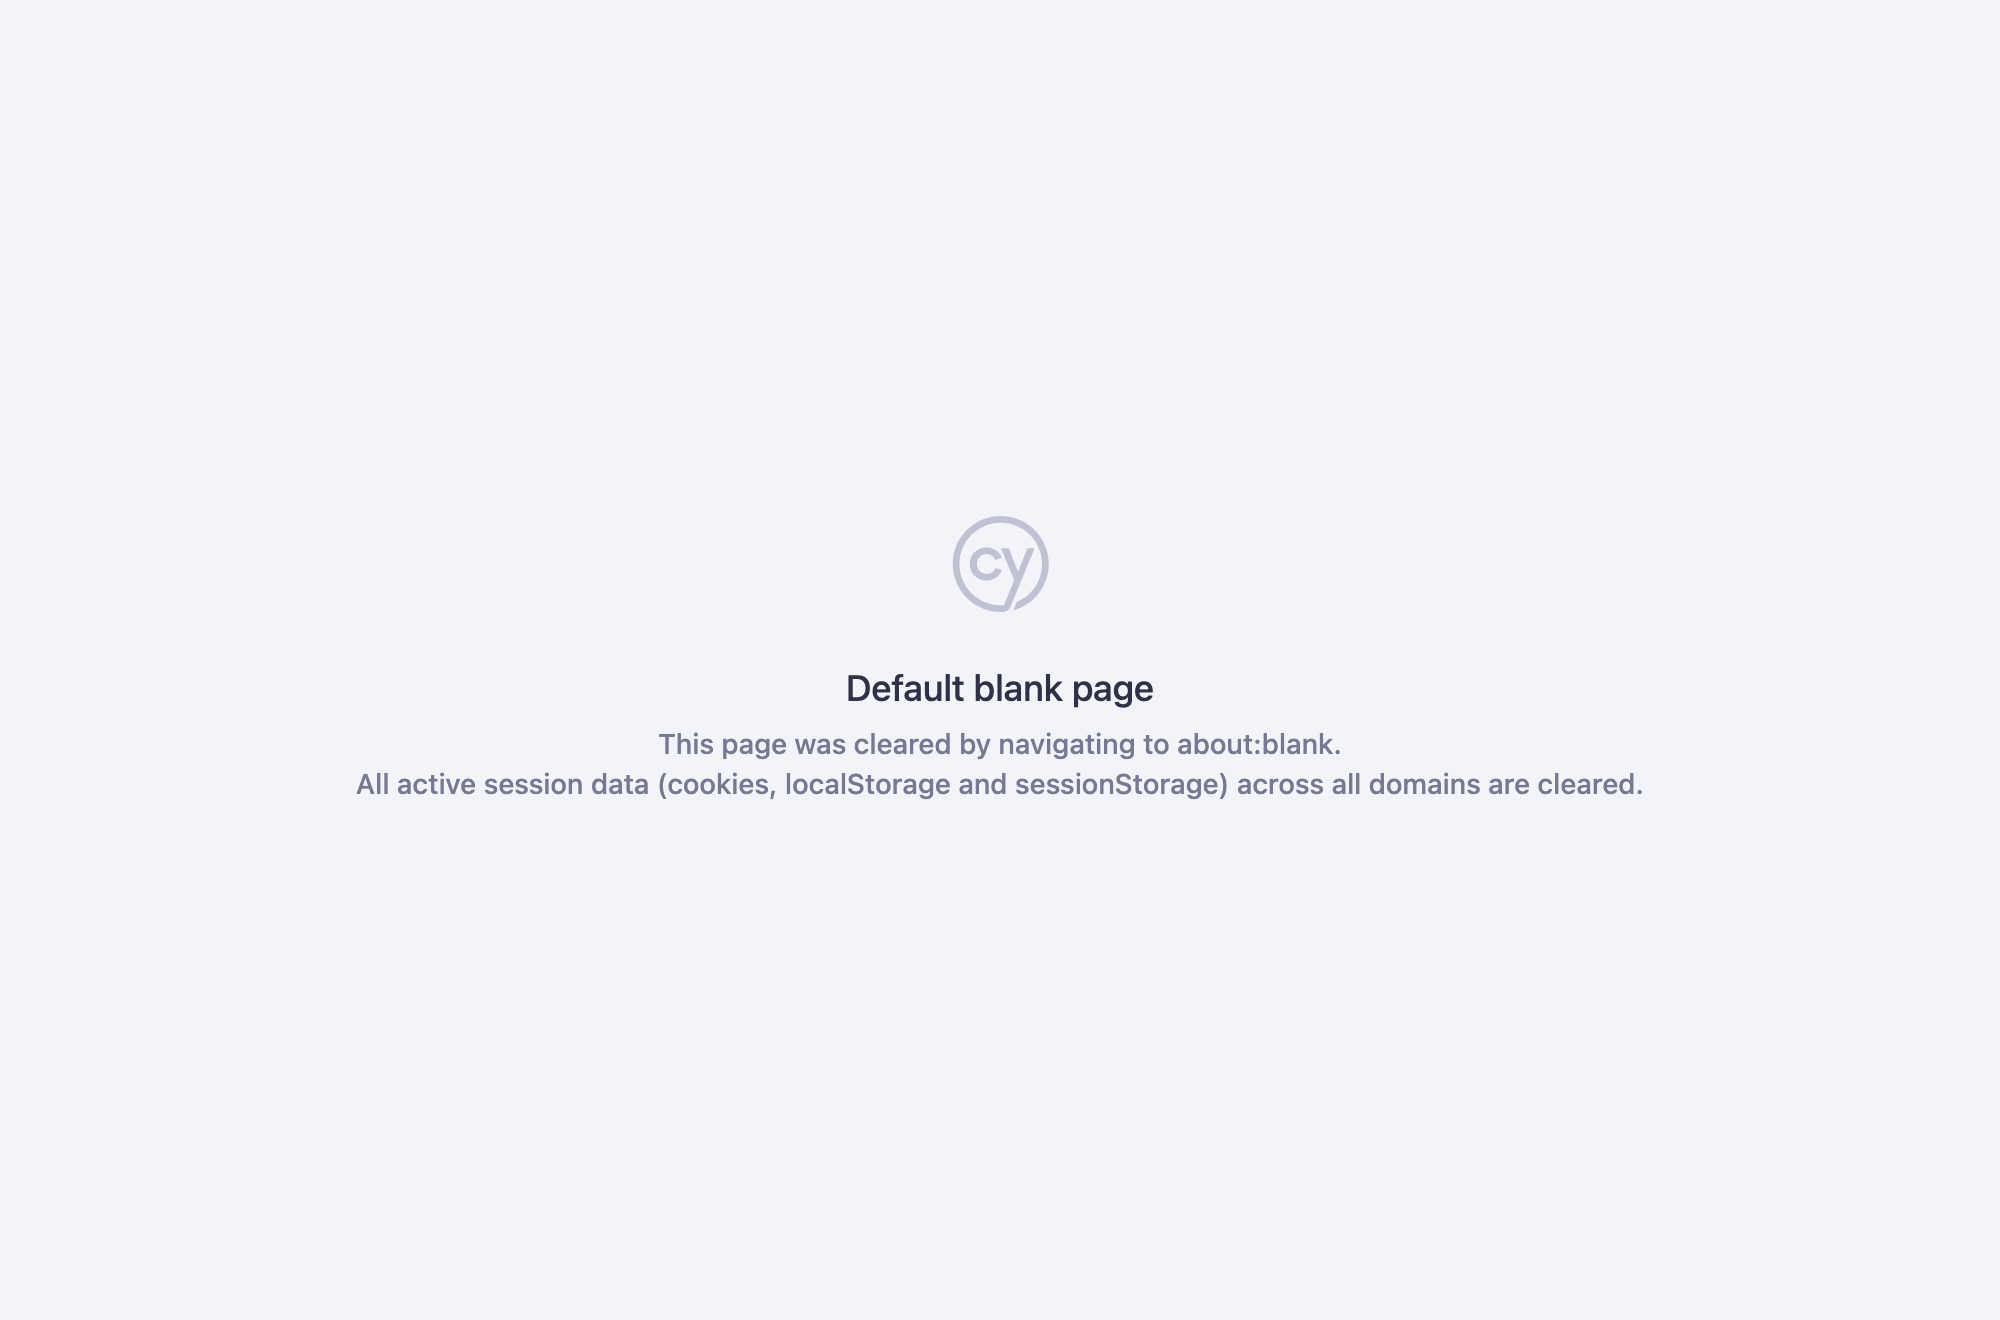 cy
Default blank page
This page was cleared by navigating to about:blank.
All active session data (cookies, localStorage and sessionStorage) across all domains are cleared.